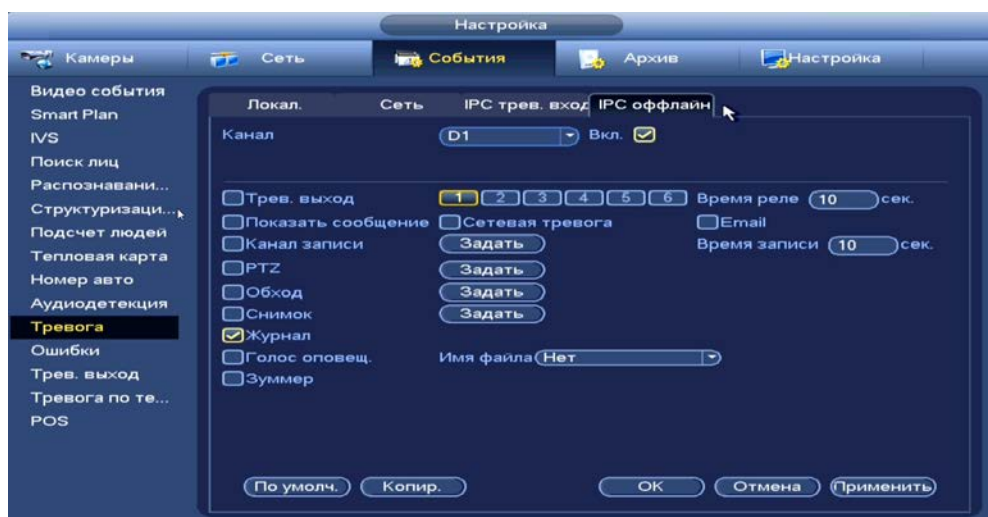 Настройка
Камеры Сеть События Архив Настройка
Видео события
Smart Plan
IVS
Поиск лиц
Распознавани...
Структуризаци...
Подсчет людей
Тепловая карта
Номер авто
Аудиодетекция
Тревога
Ошибки
Трев. выход
Тревога по те...
POS
Локал. Сеть IPC трев. вход IPC оффлайн
Канал D1 Вкл.
Трев. выход 1 2 3 4 5 6 Время реле 10 сек.
Показать сообщение Сетевая тревога Email
Канал записи Задать Время записи 10 сек.
PTZ Задать
Обход Задать
Снимок Задать
Журнал
Голос оповещ. Имя файла Нет
Зуммер
По умолч. Копир. OK Отмена Применить